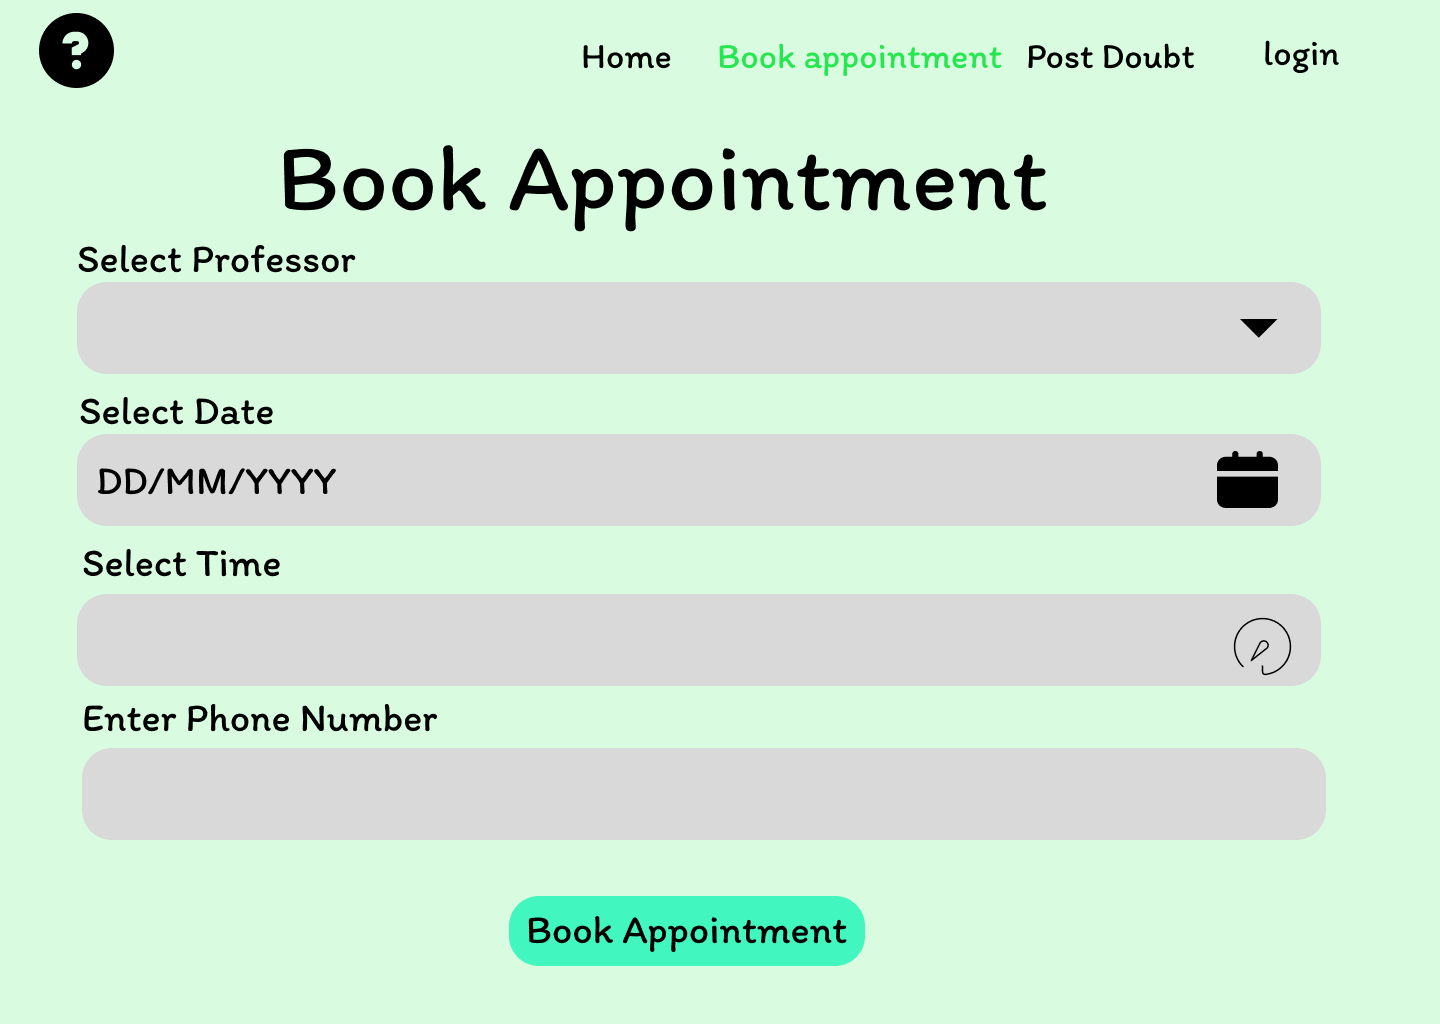 ?
Home Book appointment Post Doubt login
Book Appointment
Select Professor
Select Date
DD/MM/YYYY
Select Time
Enter Phone Number
Book Appointment